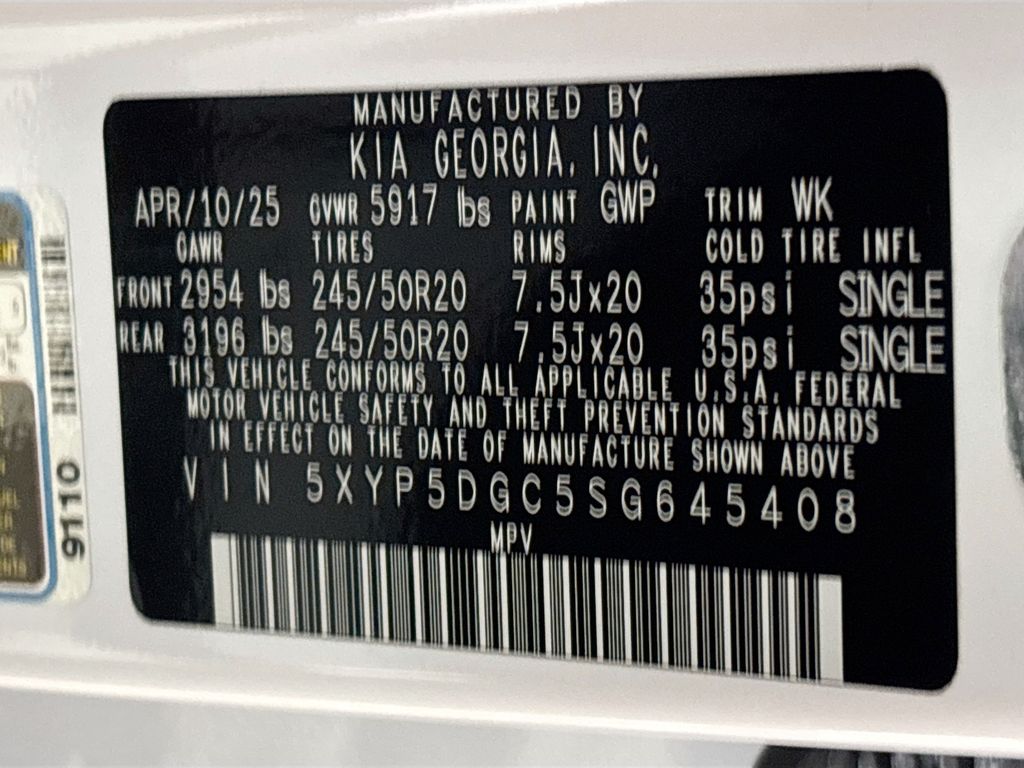 MANUFACTURED BY
KIA GEORGIA, INC.
APR/10/25 GVWR 5917 lbs PAINT GWP TRIM WK
GAWR TIRES RIMS COLD TIRE INFL
FRONT 2954 lbs 245/50R20 7.5Jx20 35psi SINGLE
REAR 3196 lbs 245/50R20 7.5Jx20 35psi SINGLE
THIS VEHICLE CONFORMS TO ALL APPLICABLE U.S.A. FEDERAL
MOTOR VEHICLE SAFETY AND THEFT PREVENTION STANDARDS
IN EFFECT ON THE DATE OF MANUFACTURE SHOWN ABOVE
VIN 5XYP5DGC5SG645408
MPV
9110